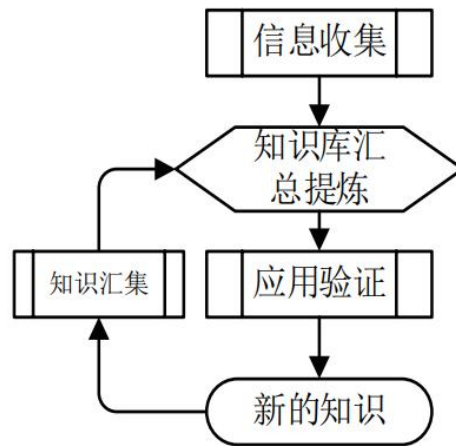 信息收集
知识库汇
总提炼
知识汇集
应用验证
新的知识